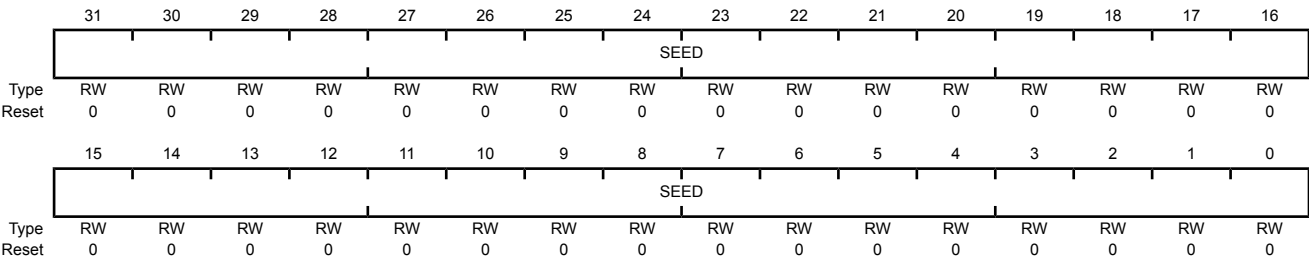 31 30 29 28 27 26 25 24 23 22 21 20 19 18 17 16
SEED
Type RW RW RW RW RW RW RW RW RW RW RW RW RW RW RW RW
Reset 0 0 0 0 0 0 0 0 0 0 0 0 0 0 0 0
15 14 13 12 11 10 9 8 7 6 5 4 3 2 1 0
SEED
Type RW RW RW RW RW RW RW RW RW RW RW RW RW RW RW RW
Reset 0 0 0 0 0 0 0 0 0 0 0 0 0 0 0 0